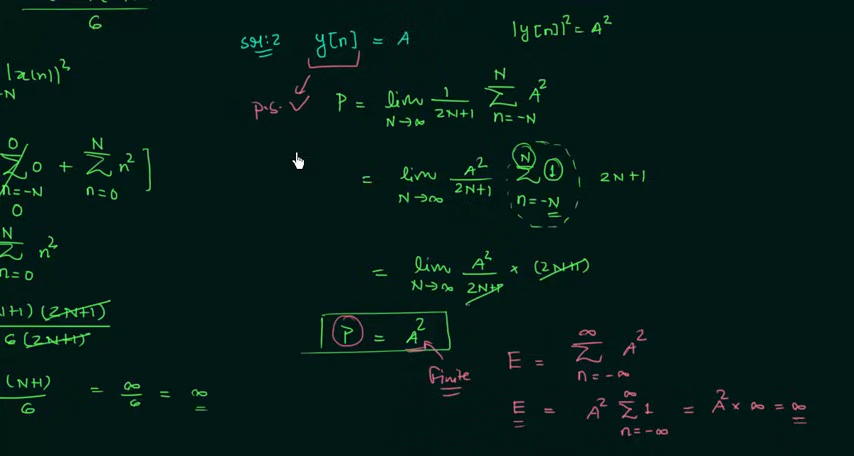 6
|x(n)|²
-N
0 N
Σ 0 + Σ n² ]
n=-N n=0
0
N
Σ n²
n=0
(2N+1)
6 (2N+1)
(N+1) = ∞ = ∞
6 6
sol:2 y[n] = A |y[n]|² = A²
P.S. ✓ P = lim 1/(2N+1) Σ A²
N→∞ n=-N N
= lim A²/(2N+1) Σ 1 2N+1
N→∞ n=-N N
= lim A²/(2N+1) × (2N+1)
N→∞
P = A²
Finite
E = Σ A²
n=-∞ ∞
E = A² Σ 1 = A² × ∞ = ∞
n=-∞ ∞